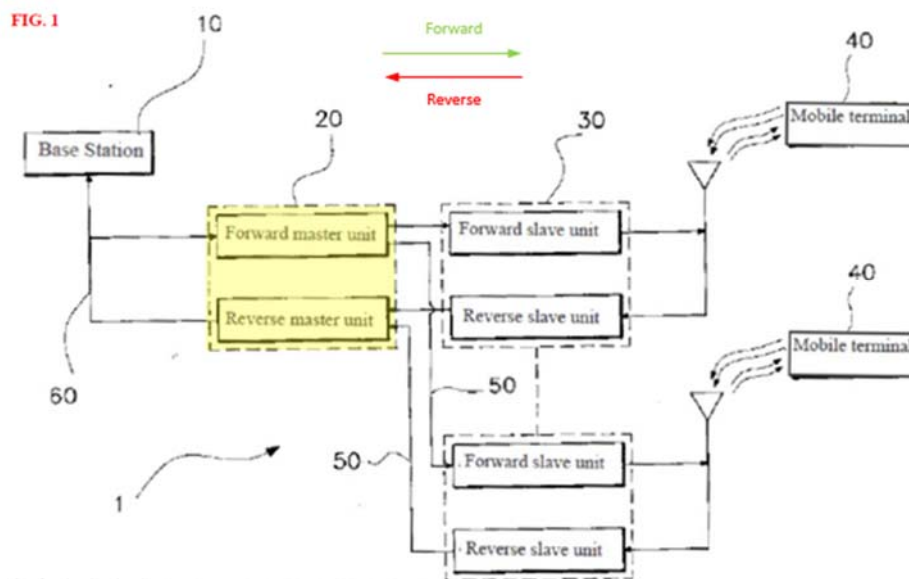 FIG. 1
Forward
Reverse
10
20
30
40
Base Station
Mobile terminal
Forward master unit
Forward slave unit
Reverse master unit
Reverse slave unit
60
40
Mobile terminal
50
50
1
Forward slave unit
Reverse slave unit